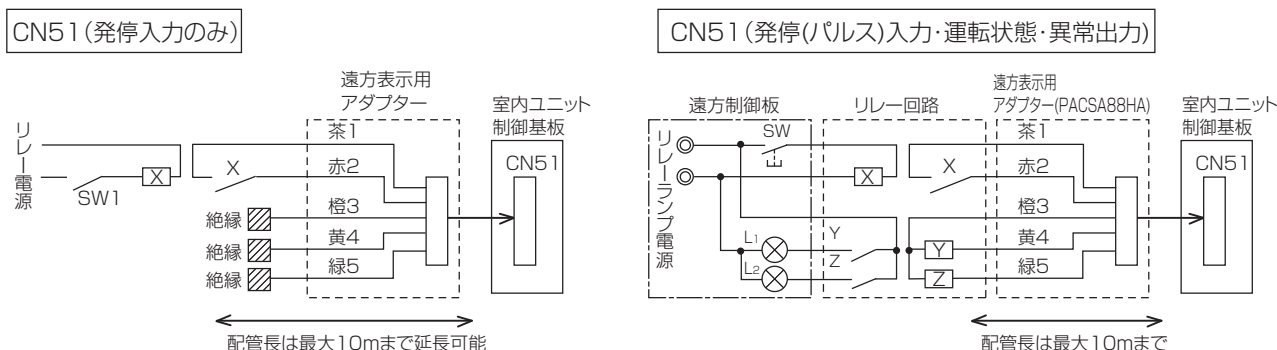 CN51(発停入力のみ)
遠方表示用
アダプター
室内ユニット
制御基板
リレー電源
SW1
X
X
茶1
赤2
橙3
黄4
緑5
絶縁
絶縁
絶縁
CN51
配管長は最大10mまで延長可能
CN51(発停(パルス)入力・運転状態・異常出力)
遠方制御板
リレー回路
遠方表示用
アダプター(PACSA88HA)
室内ユニット
制御基板
リレーランプ電源
SW
X
X
茶1
赤2
橙3
黄4
緑5
L1
L2
Y
Z
Y
Z
CN51
配管長は最大10mまで